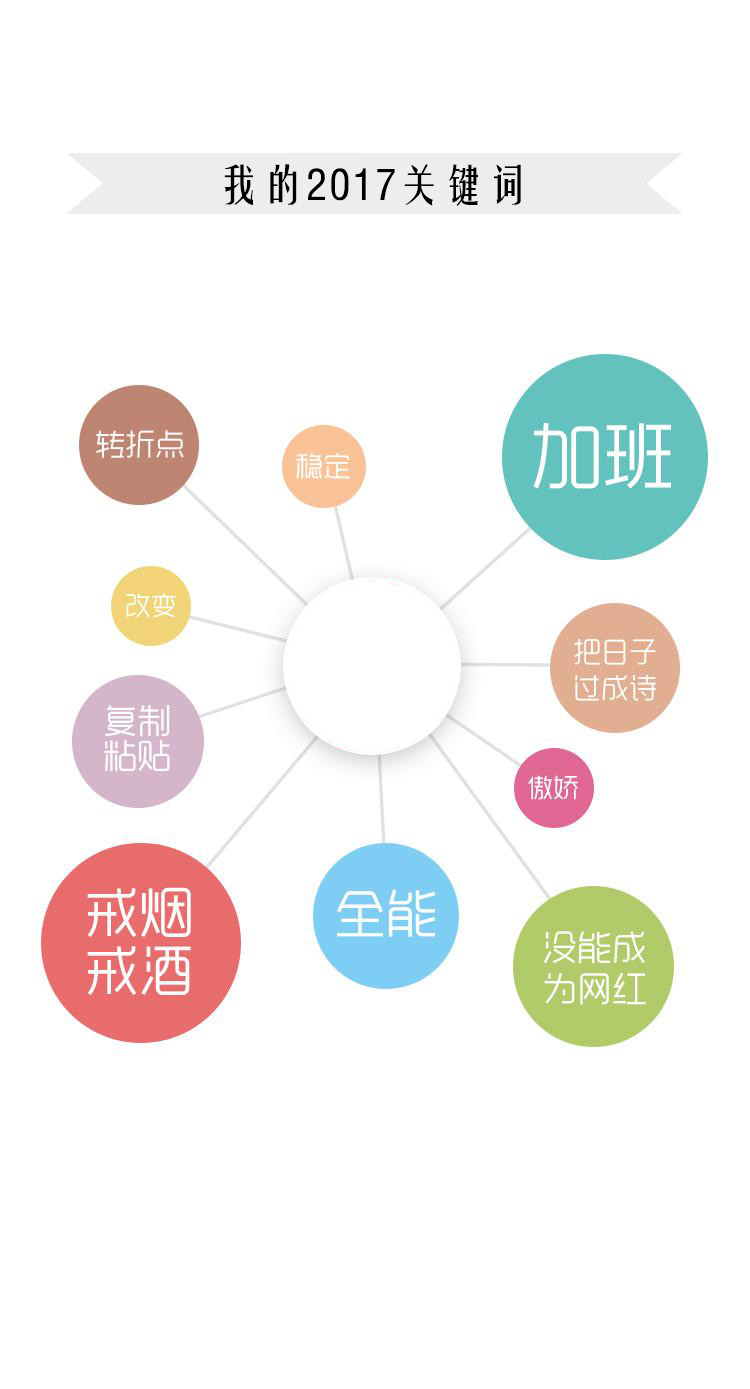 我的2017关键词
转折点
稳定
加班
改变
把日子
过成诗
复制
粘贴
傲娇
戒烟
戒酒
全能
没能成
为网红